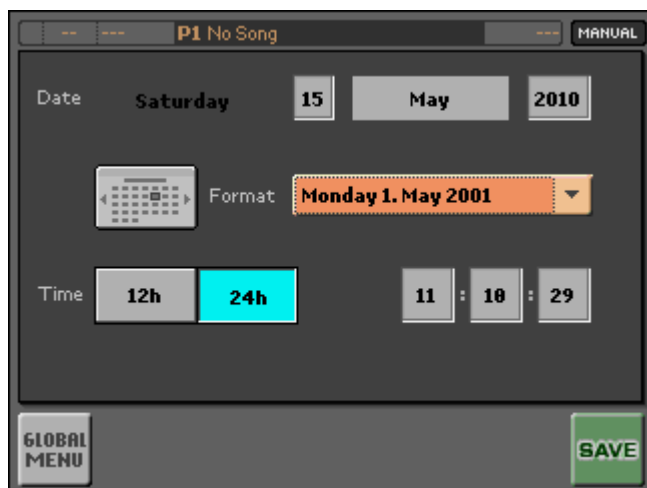 -- --- P1 No Song --- MANUAL
Date Saturday 15 May 2010
Format Monday 1. May 2001
Time 12h 24h 11 : 10 : 29
GLOBAL MENU SAVE